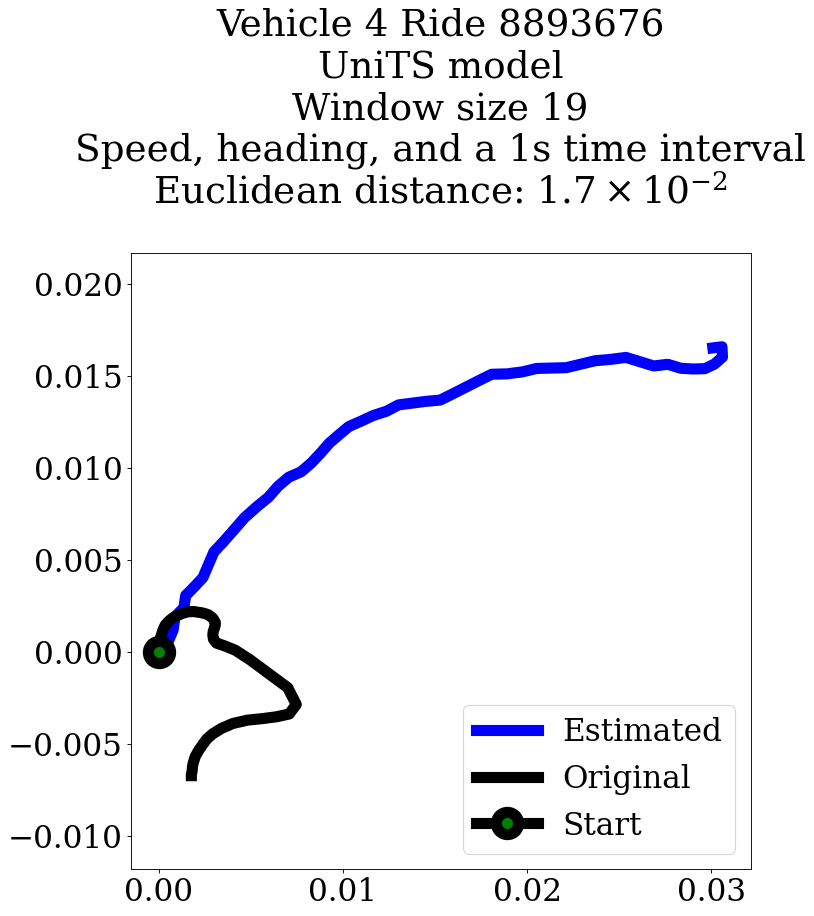 Vehicle 4 Ride 8893676
UniTS model
Window size 19
Speed, heading, and a 1s time interval
Euclidean distance: 1.7 × 10⁻²
0.020
0.015
0.010
0.005
0.000
−0.005
−0.010
0.00 0.01 0.02 0.03
Estimated
Original
Start